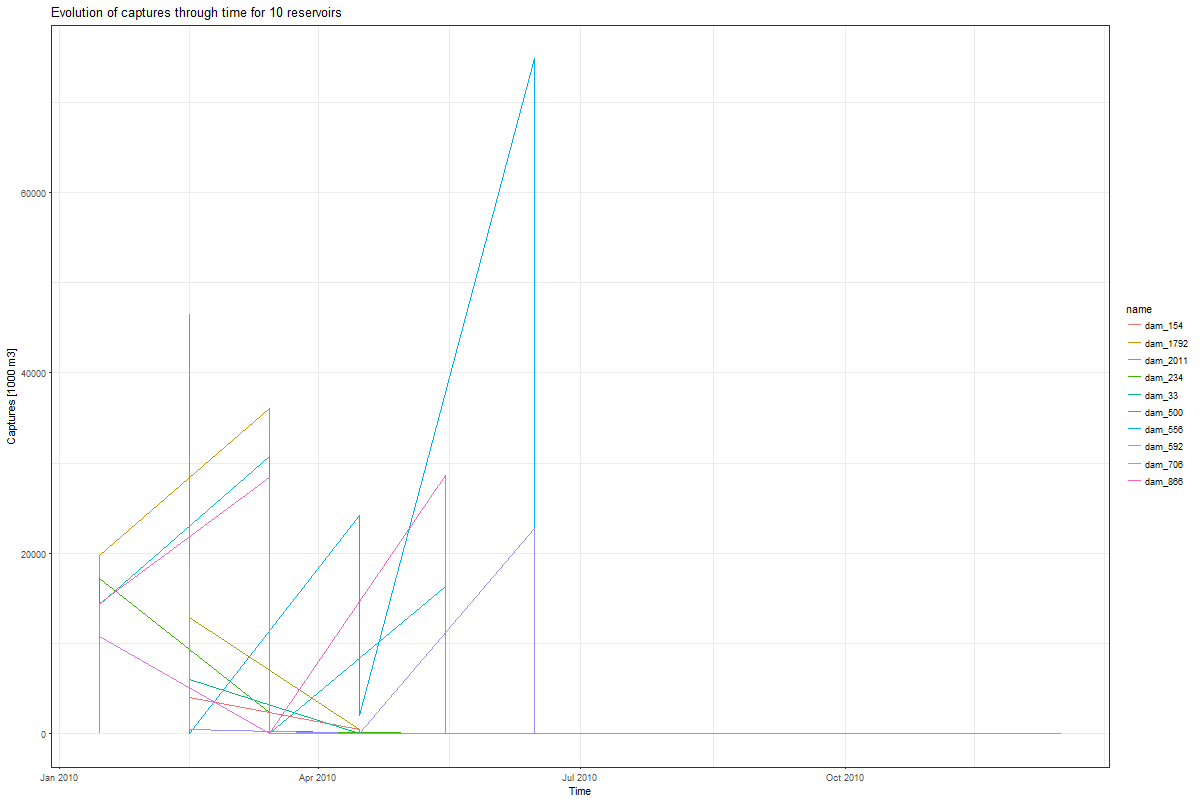 Evolution of captures through time for 10 reservoirs
60000
40000
20000
0
Captures [1000 m3]
Jan 2010
Apr 2010
Jul 2010
Oct 2010
Time
name
dam_154
dam_1792
dam_2011
dam_234
dam_33
dam_500
dam_556
dam_592
dam_706
dam_866